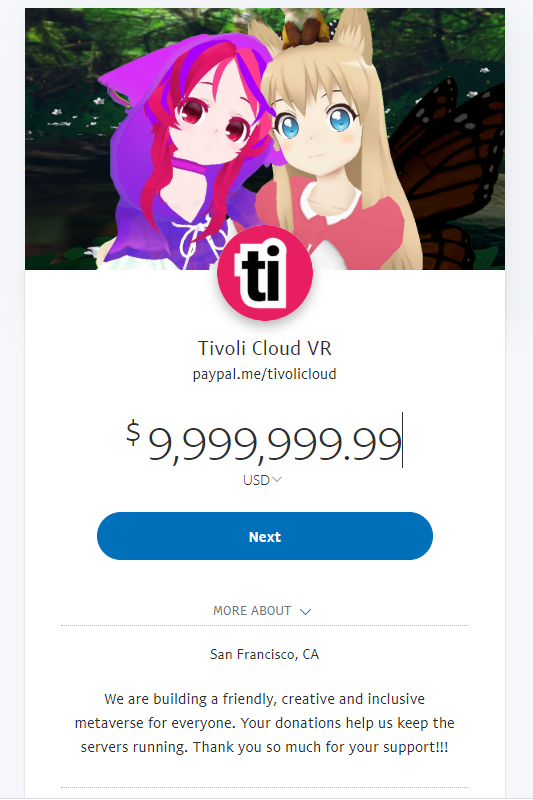 ti
Tivoli Cloud VR
paypal.me/tivolicloud
$ 9,999,999.99
USD
Next
MORE ABOUT
San Francisco, CA
We are building a friendly, creative and inclusive
metaverse for everyone. Your donations help us keep the
servers running. Thank you so much for your support!!!